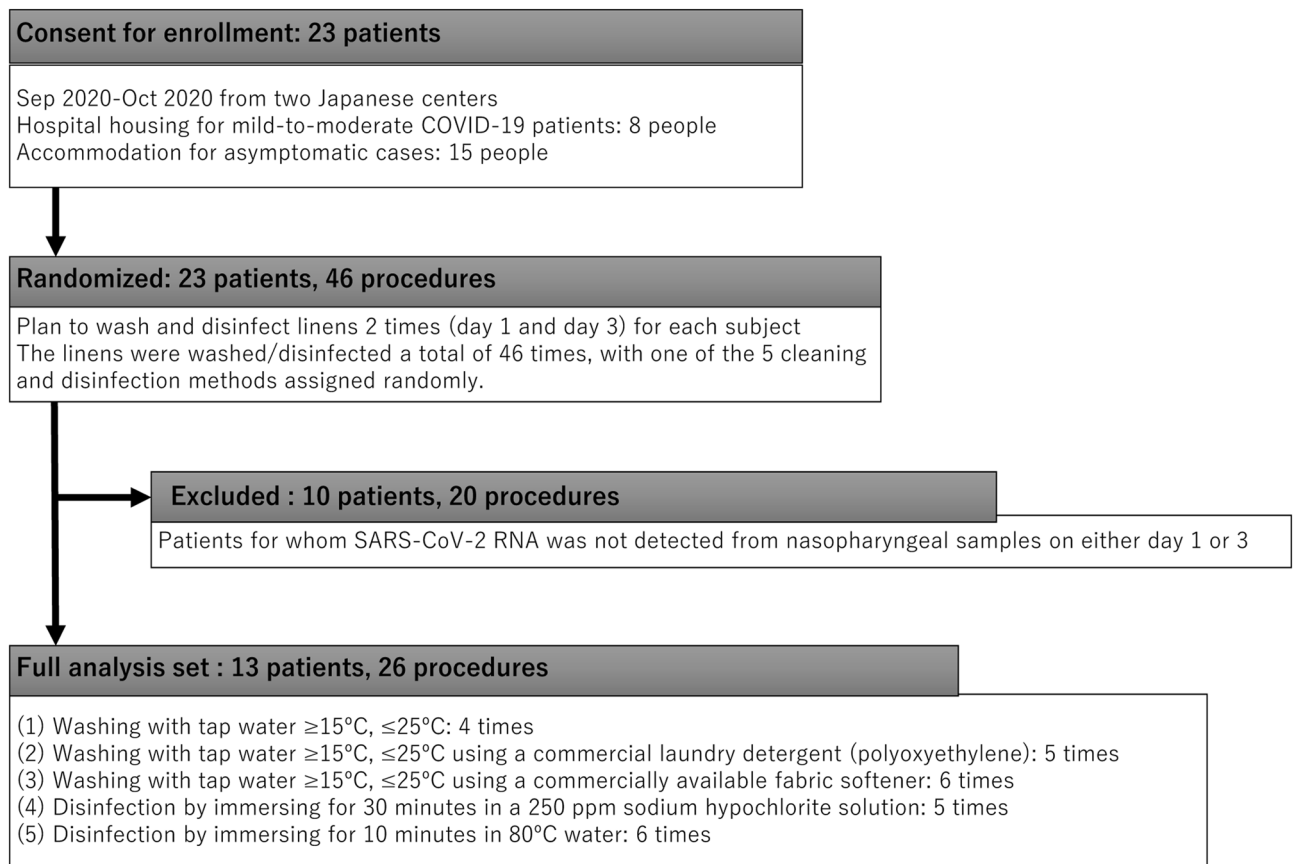 Consent for enrollment: 23 patients
Sep 2020-Oct 2020 from two Japanese centers
Hospital housing for mild-to-moderate COVID-19 patients: 8 people
Accommodation for asymptomatic cases: 15 people
Randomized: 23 patients, 46 procedures
Plan to wash and disinfect linens 2 times (day 1 and day 3) for each subject
The linens were washed/disinfected a total of 46 times, with one of the 5 cleaning
and disinfection methods assigned randomly.
Excluded : 10 patients, 20 procedures
Patients for whom SARS-CoV-2 RNA was not detected from nasopharyngeal samples on either day 1 or 3
Full analysis set : 13 patients, 26 procedures
(1) Washing with tap water ≥15ºC, ≤25ºC: 4 times
(2) Washing with tap water ≥15ºC, ≤25ºC using a commercial laundry detergent (polyoxyethylene): 5 times
(3) Washing with tap water ≥15ºC, ≤25ºC using a commercially available fabric softener: 6 times
(4) Disinfection by immersing for 30 minutes in a 250 ppm sodium hypochlorite solution: 5 times
(5) Disinfection by immersing for 10 minutes in 80ºC water: 6 times